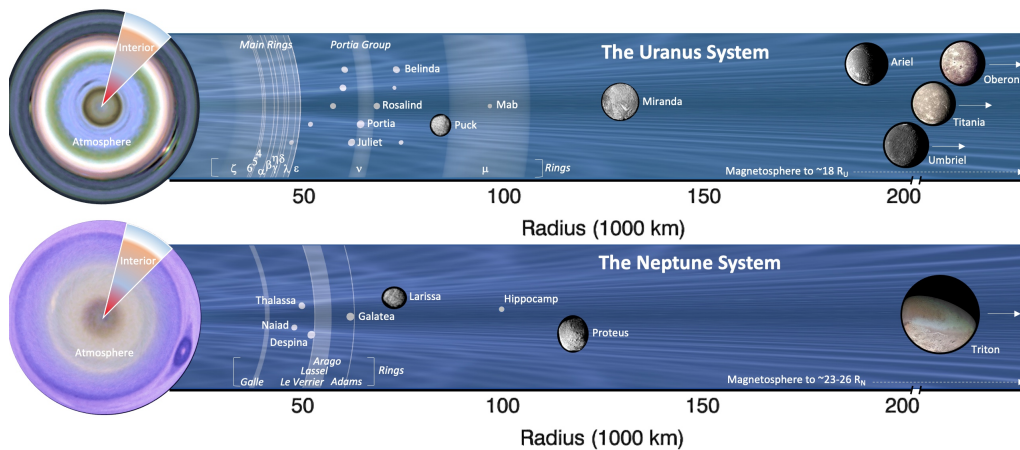 The Uranus System
Interior
Atmosphere
Main Rings
Portia Group
Belinda
Rosalind
Portia
Juliet
Puck
Mab
Miranda
Ariel
Oberon
Titania
Umbriel
ζ 6 5 4 α β η γ δ λ ε ν μ Rings
Magnetosphere to ~18 R_U
50 100 150 200
Radius (1000 km)
The Neptune System
Interior
Atmosphere
Thalassa
Naiad
Despina
Larissa
Galatea
Hippocamp
Proteus
Triton
Arago
Lassel
Galle Le Verrier Adams Rings
Magnetosphere to ~23-26 R_N
50 100 150 200
Radius (1000 km)